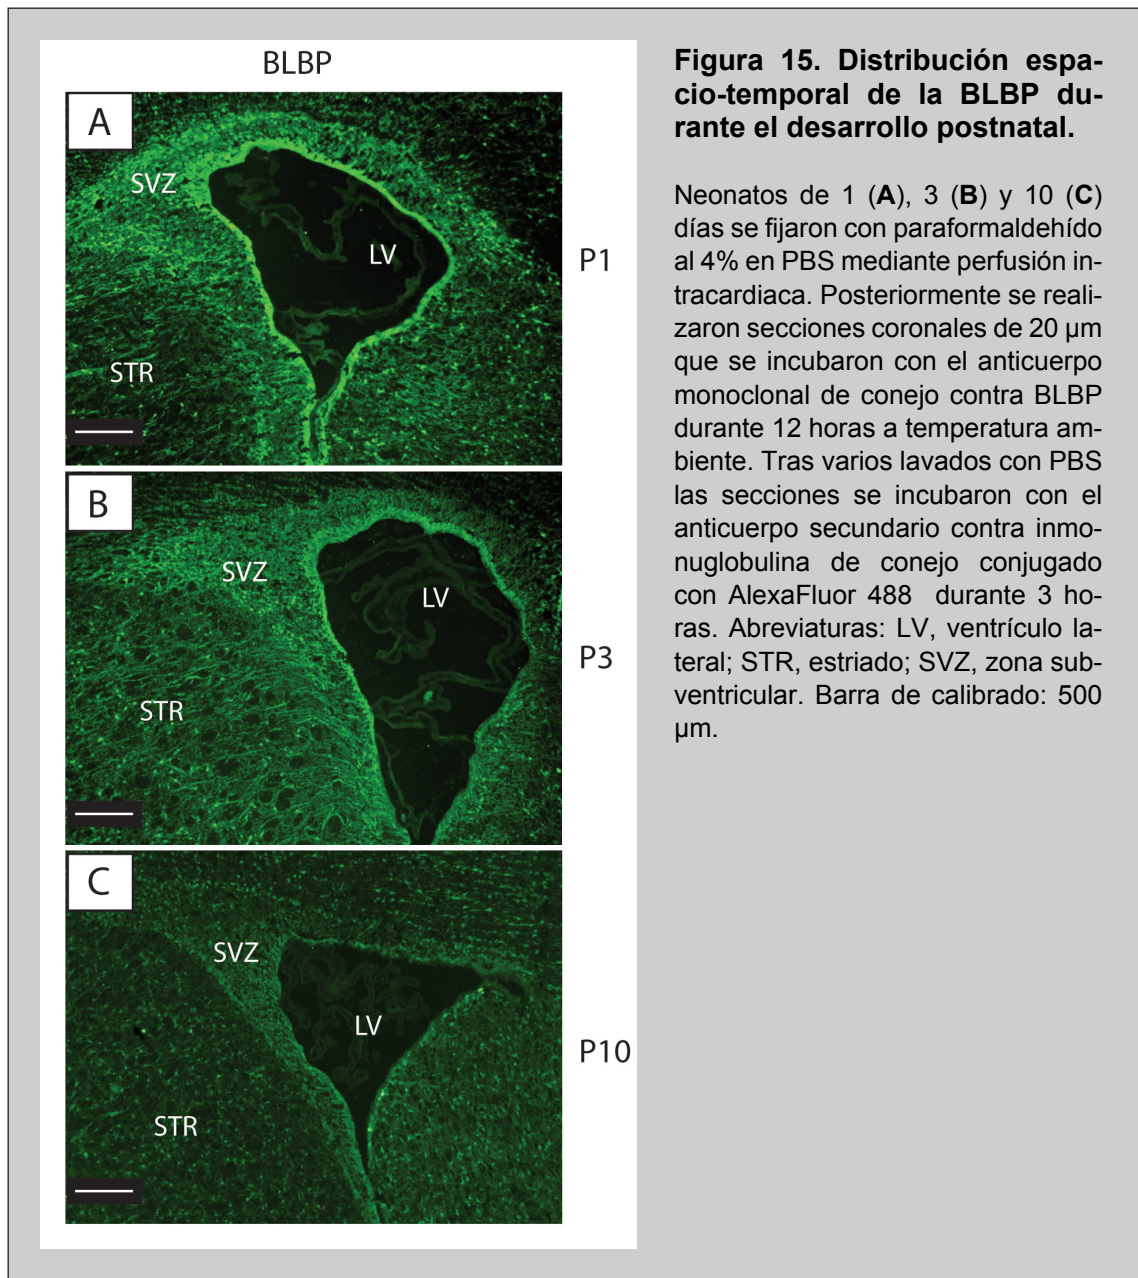 BLBP
A
SVZ
LV
STR
P1
B
SVZ
LV
STR
P3
C
SVZ
LV
STR
P10
Figura 15. Distribución espa-
cio-temporal de la BLBP du-
rante el desarrollo postnatal.
Neonatos de 1 (A), 3 (B) y 10 (C)
días se fijaron con paraformaldehído
al 4% en PBS mediante perfusión in-
tracardiaca. Posteriormente se reali-
zaron secciones coronales de 20 µm
que se incubaron con el anticuerpo
monoclonal de conejo contra BLBP
durante 12 horas a temperatura am-
biente. Tras varios lavados con PBS
las secciones se incubaron con el
anticuerpo secundario contra inmo-
nuglobulina de conejo conjugado
con AlexaFluor 488 durante 3 ho-
ras. Abreviaturas: LV, ventrículo la-
teral; STR, estriado; SVZ, zona sub-
ventricular. Barra de calibrado: 500
µm.